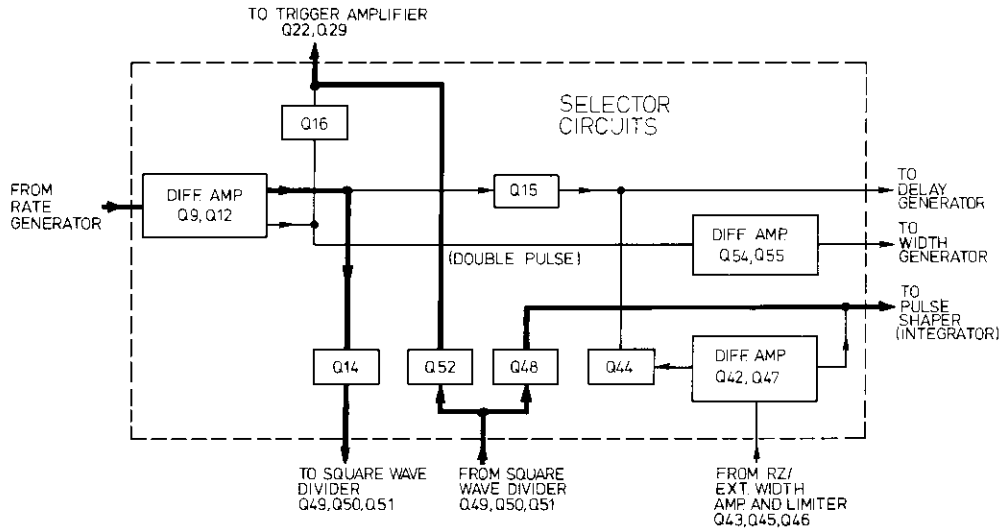 TO TRIGGER AMPLIFIER
Q22,Q29
SELECTOR
CIRCUITS
Q16
FROM
RATE
GENERATOR
DIFF. AMP
Q9,Q12
Q15
TO
DELAY
GENERATOR
(DOUBLE PULSE)
DIFF AMP.
Q54,Q55
TO
WIDTH
GENERATOR
TO
PULSE
SHAPER
(INTEGRATOR)
Q14
Q52
Q48
Q44
DIFF. AMP
Q42,Q47
TO SQUARE WAVE
DIVIDER
Q49,Q50,Q51
FROM SQUARE
WAVE DIVIDER
Q49,Q50,Q51
FROM RZ/
EXT. WIDTH
AMP. AND LIMITER
Q43,Q45,Q46